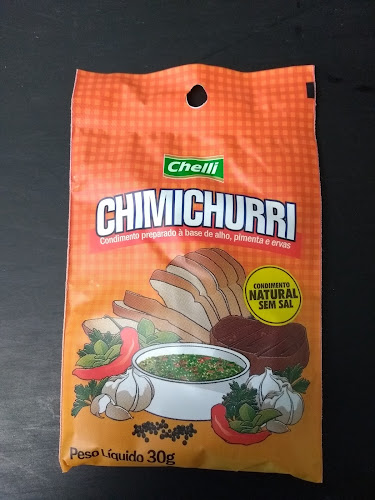 Chelli
CHIMICHURRI
Condimento preparado à base de alho, pimenta e ervas
CONDIMENTO
NATURAL
SEM SAL
Peso Líquido 30g